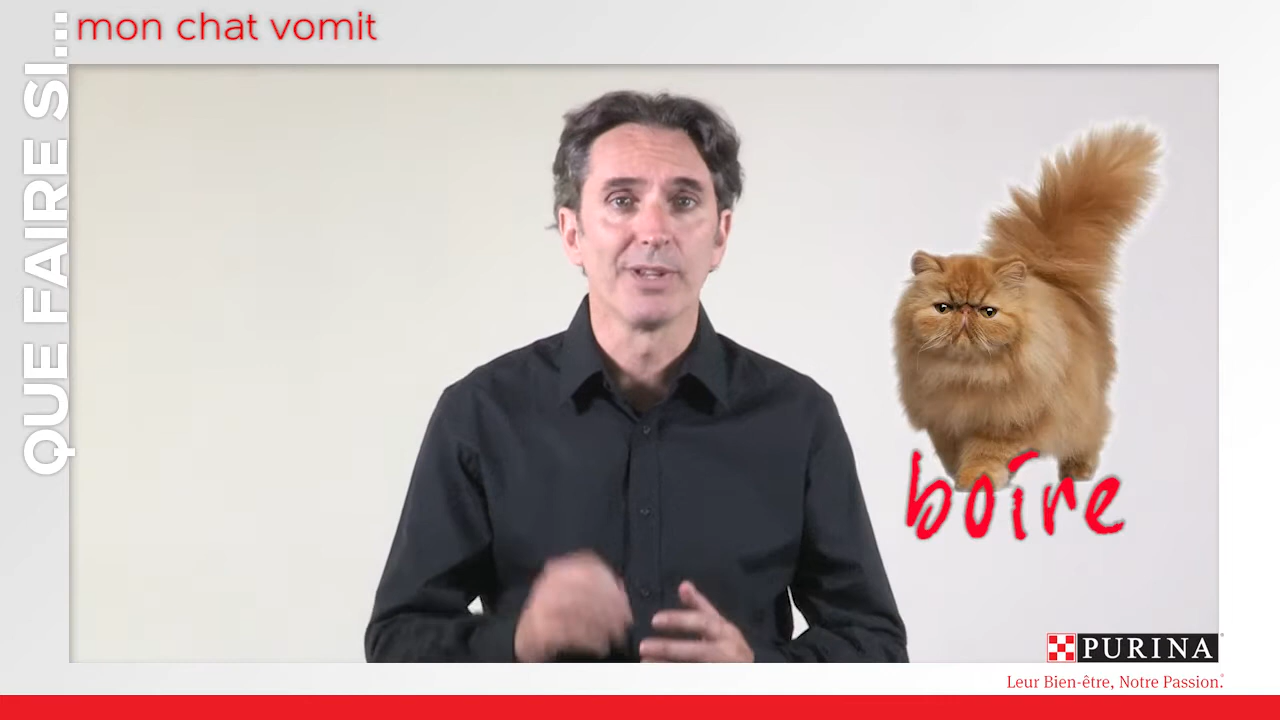 mon chat vomit
QUE FAIRE SI...
boire
PURINA
Leur Bien-être, Notre Passion.